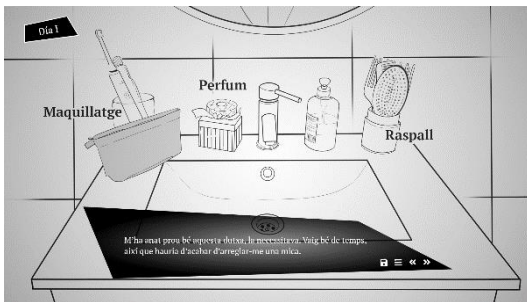 Día 1
Perfum
Maquillatge
Raspall
M'ha anat prou bé aquesta dutxa, la necessitava. Vaig bé de temps,
així que hauria d'acabar d'arreglar-me una mica.